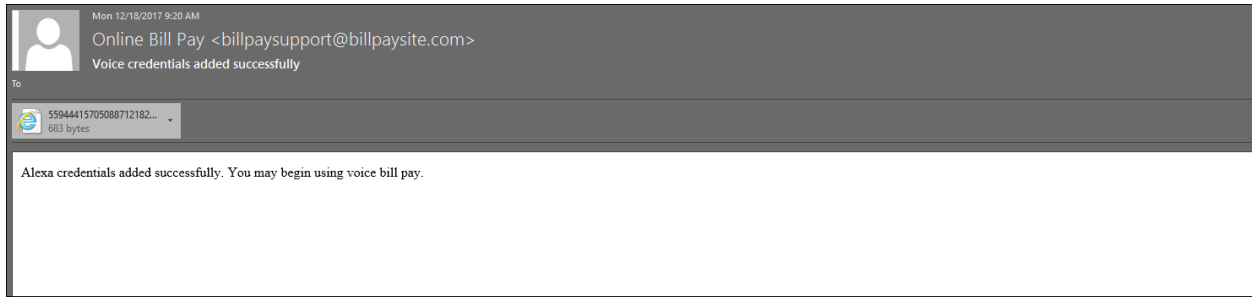 Mon 12/18/2017 9:20 AM
Online Bill Pay <billpaysupport@billpaysite.com>
Voice credentials added successfully
To
55944415705088712182...
683 bytes
Alexa credentials added successfully. You may begin using voice bill pay.